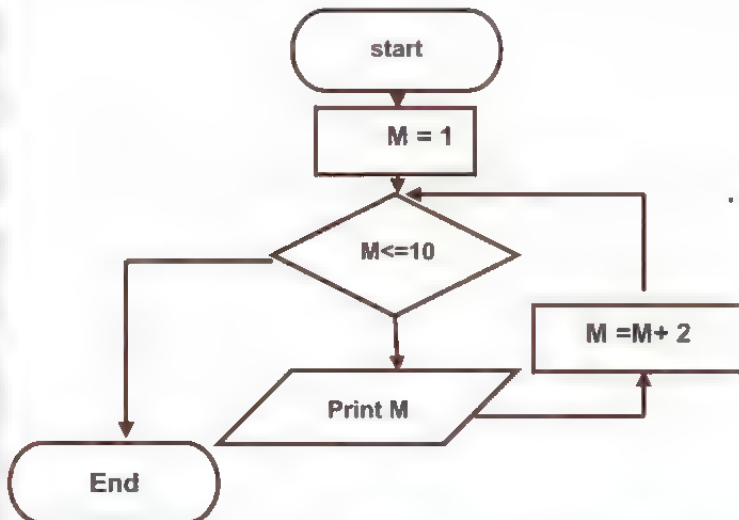 start
M = 1
M<=10
M =M+ 2
Print M
End